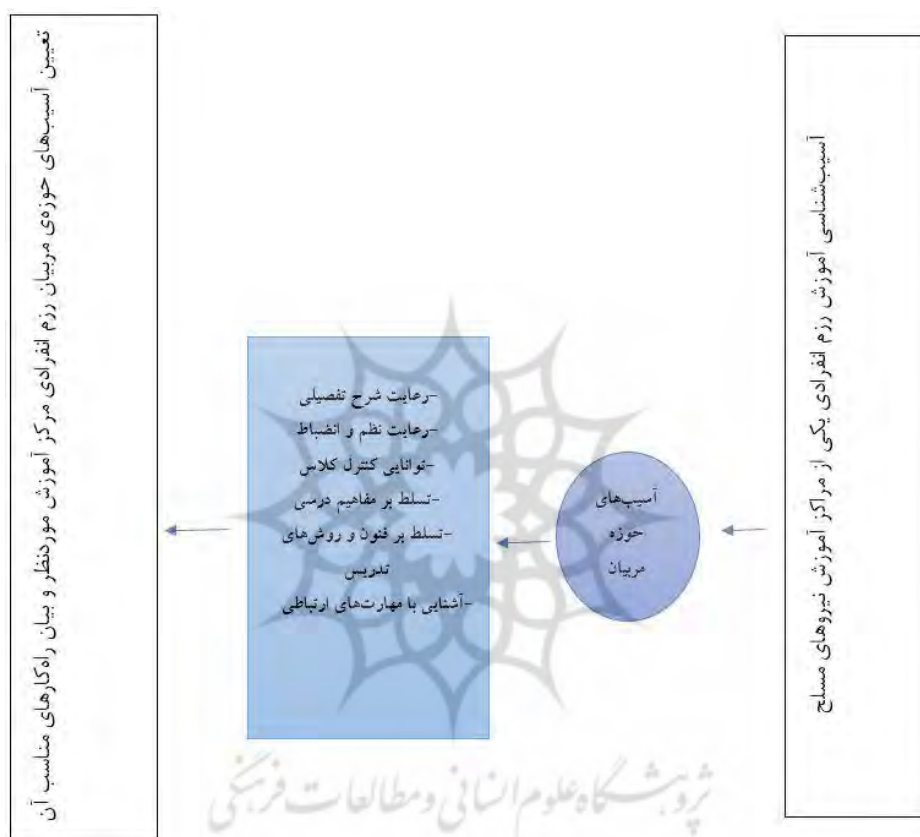 آسیب‌شناسی آموزش رزم انفرادی یکی از مراکز آموزش نیروهای مسلح
آسیب‌های
حوزه
مربیان
-رعایت شرح تفصیلی
-رعایت نظم و انضباط
-توانایی کنترل کلاس
-تسلط بر مفاهیم درسی
-تسلط بر فنون و روش‌های
تدریس
-آشنایی با مهارت‌های ارتباطی
تعیین آسیب‌های حوزه‌ی مربیان رزم انفرادی مرکز آموزش موردنظر و بیان راه‌کارهای مناسب آن
پژوهشگاه علوم انسانی و مطالعات فرهنگی